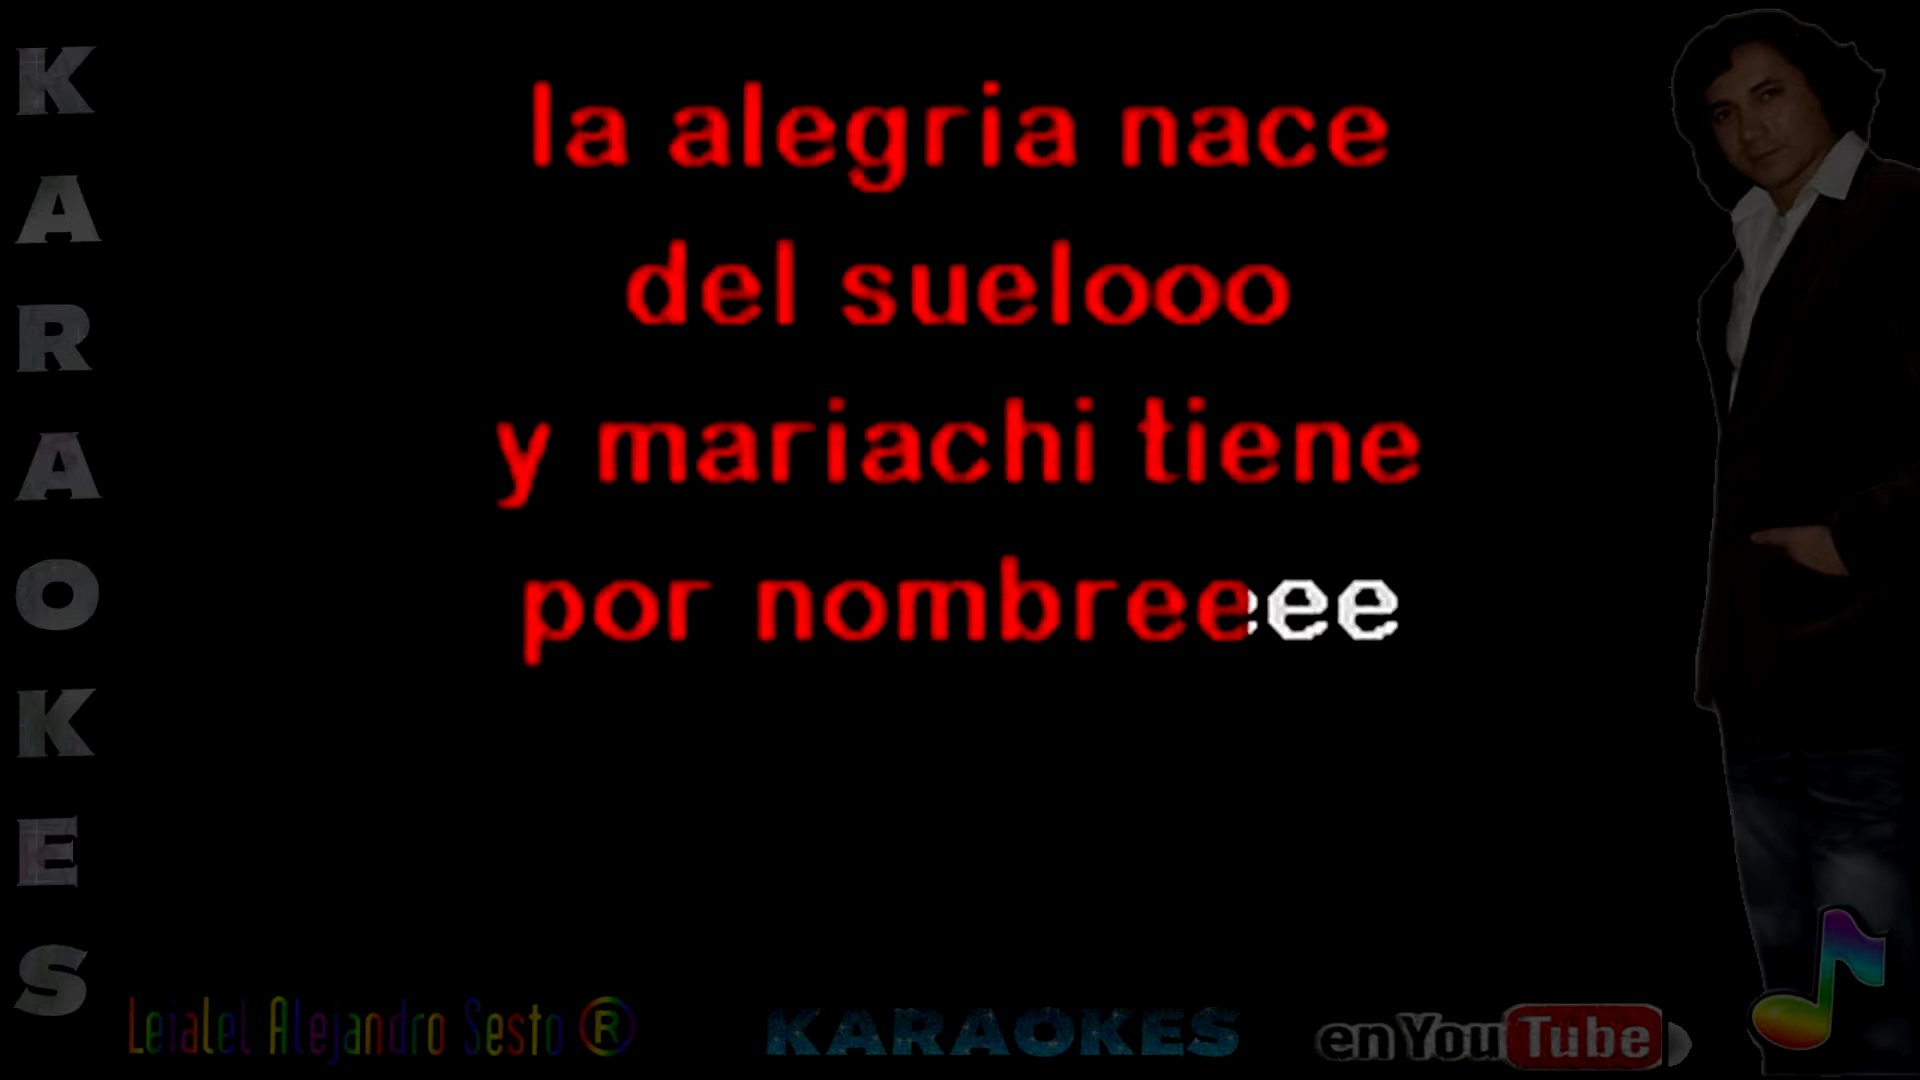 la alegria nace
del suelooo
y mariachi tiene
por nombreeee
KARAOKES
Leialel Alejandro Sesto ®
KARAOKES
en YouTube